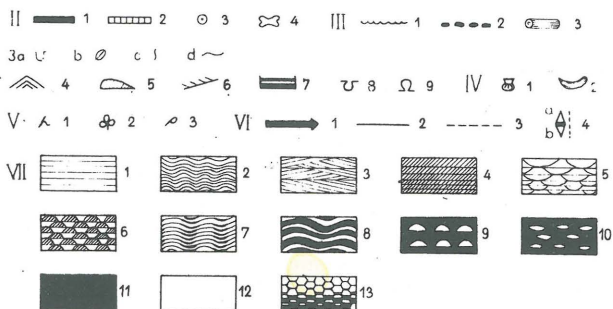 II 1 2 3 4 III 1 2 3
3a b c d
4 5 6 7 8 9 IV 1 2
V 1 2 3 VI 1 2 3 a b 4
VII 1 2 3 4 5
6 7 8 9 10
11 12 13